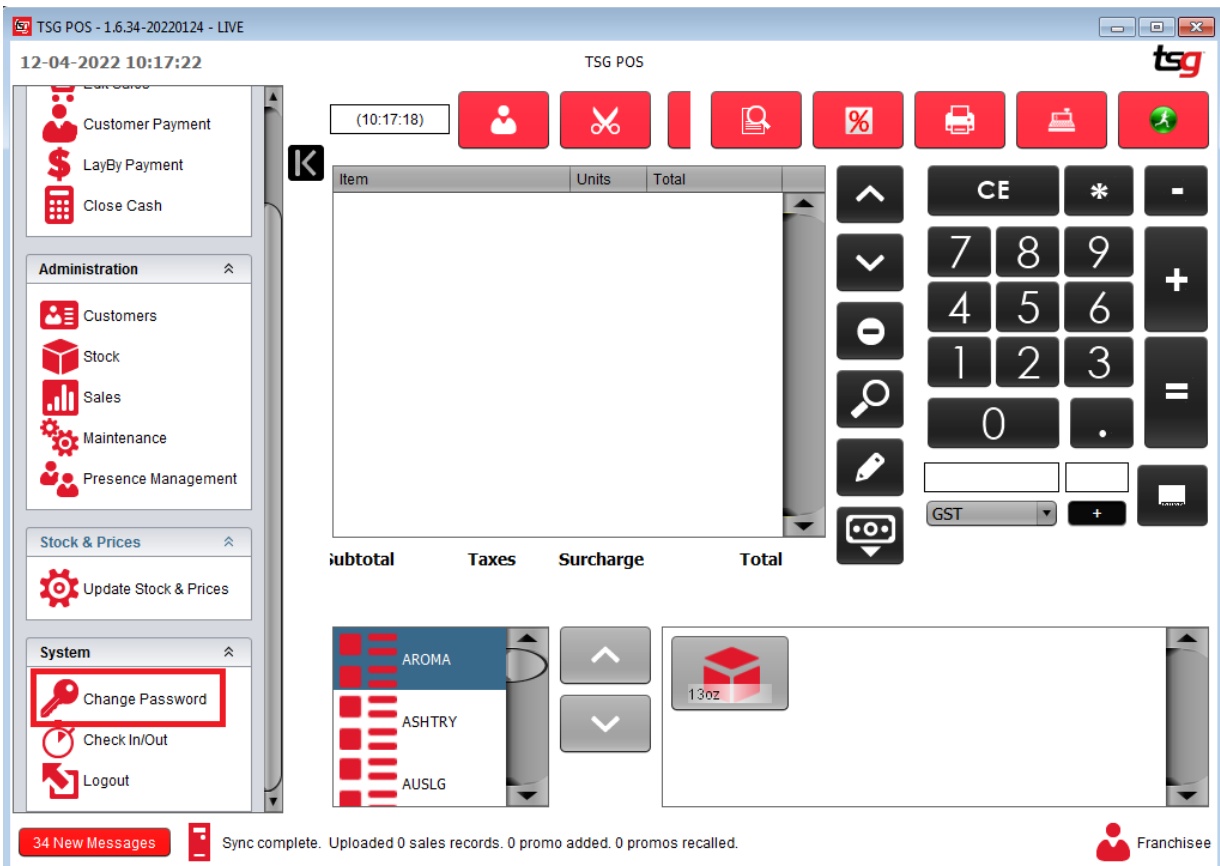 TSG POS - 1.6.34-20220124 - LIVE
12-04-2022 10:17:22
TSG POS
tsg
Customer Payment
LayBy Payment
Close Cash
Administration
Customers
Stock
Sales
Maintenance
Presence Management
Stock & Prices
Update Stock & Prices
System
Change Password
Check In/Out
Logout
(10:17:18)
%
Item Units Total
CE * -
7 8 9 +
4 5 6
1 2 3 =
0 .
GST +
Subtotal Taxes Surcharge Total
AROMA
ASHTRY
AUSLG
13oz
34 New Messages
Sync complete. Uploaded 0 sales records. 0 promo added. 0 promos recalled.
Franchisee